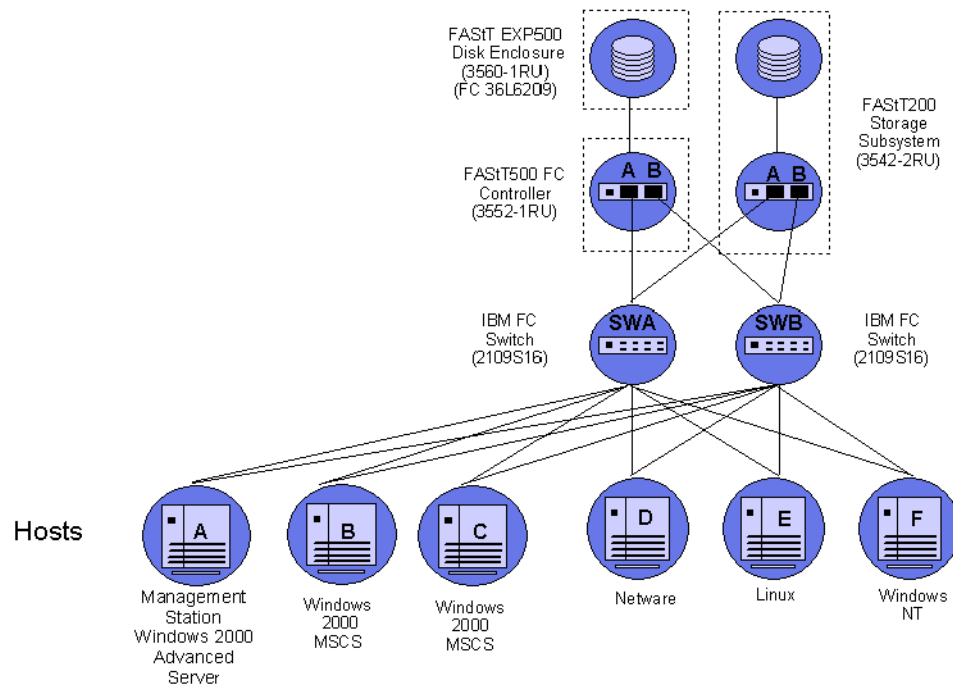 FAStT EXP500
Disk Enclosure
(3560-1RU)
(FC 36L6209)
FAStT200
Storage
Subsystem
(3542-2RU)
FAStT500 FC
Controller
(3552-1RU)
A B
A B
IBM FC
Switch
(2109S16)
SWA
SWB
IBM FC
Switch
(2109S16)
Hosts
A
B
C
D
E
F
Management
Station
Windows 2000
Advanced
Server
Windows
2000
MSCS
Windows
2000
MSCS
Netware
Linux
Windows
NT